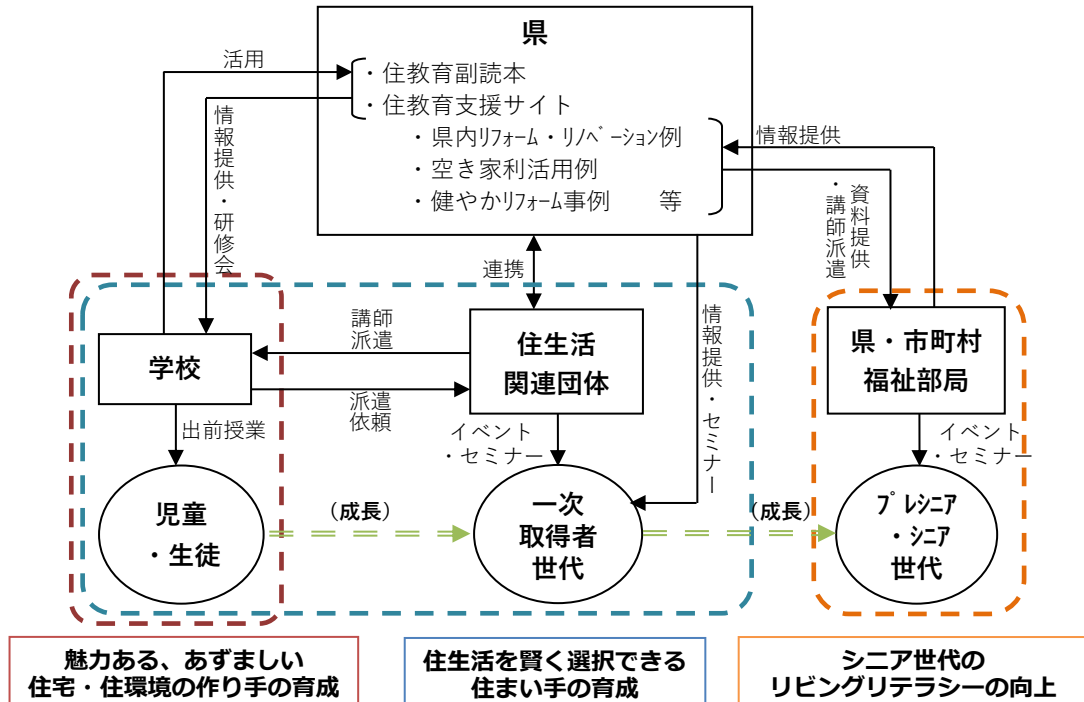 県
・住教育副読本
・住教育支援サイト
・県内ﾘﾌｫｰﾑ・ﾘﾉﾍﾞｰｼｮﾝ例
・空き家利活用例
・健やかﾘﾌｫｰﾑ事例　　等
活用
情報提供・研修会
情報提供
資料提供
・講師派遣
連携
情報提供・セミナー
学校
講師
派遣
派遣
依頼
住生活
関連団体
県・市町村
福祉部局
出前授業
イベント
・セミナー
イベント
・セミナー
児童
・生徒
（成長）
一次
取得者
世代
（成長）
ﾌﾟﾚｼﾆｱ
・ｼﾆｱ
世代
魅力ある、あずましい
住宅・住環境の作り手の育成
住生活を賢く選択できる
住まい手の育成
シニア世代の
リビングリテラシーの向上